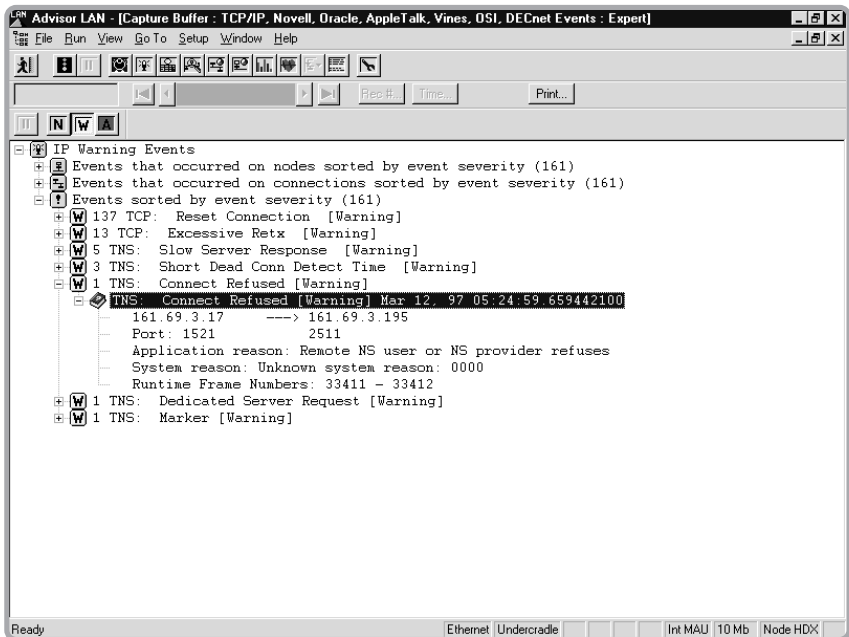 Advisor LAN - [Capture Buffer : TCP/IP, Novell, Oracle, AppleTalk, Vines, OSI, DECnet Events : Expert]
File Run View Go To Setup Window Help
Rec #... Time... Print...
N W A
IP Warning Events
Events that occurred on nodes sorted by event severity (161)
Events that occurred on connections sorted by event severity (161)
Events sorted by event severity (161)
W 137 TCP: Reset Connection [Warning]
W 13 TCP: Excessive Retx [Warning]
W 5 TNS: Slow Server Response [Warning]
W 3 TNS: Short Dead Conn Detect Time [Warning]
W 1 TNS: Connect Refused [Warning]
TNS: Connect Refused [Warning] Mar 12, 97 05:24:59.659442100
161.69.3.17 ---> 161.69.3.195
Port: 1521 2511
Application reason: Remote NS user or NS provider refuses
System reason: Unknown system reason: 0000
Runtime Frame Numbers: 33411 - 33412
W 1 TNS: Dedicated Server Request [Warning]
W 1 TNS: Marker [Warning]
Ready Ethernet Undercradle Int MAU 10 Mb Node HDX